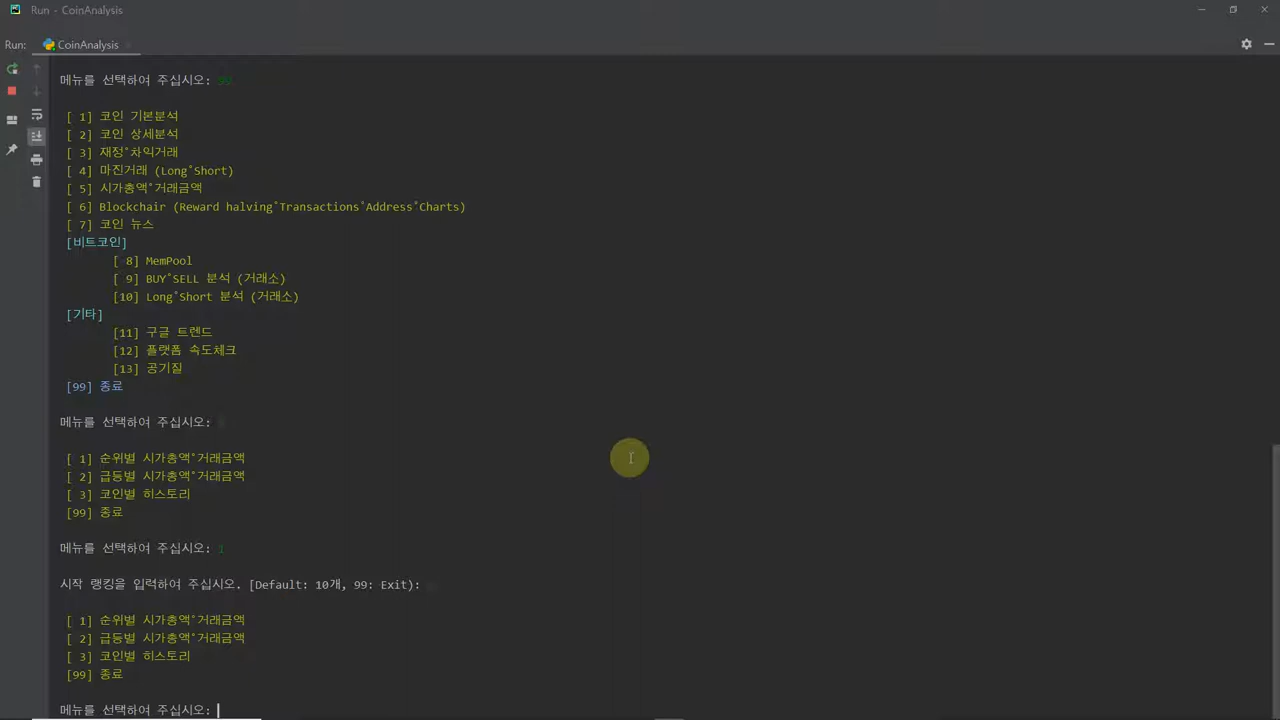 Run - CoinAnalysis
Run: CoinAnalysis
메뉴를 선택하여 주십시오: 99
[ 1] 코인 기본분석
[ 2] 코인 상세분석
[ 3] 재정˚차익거래
[ 4] 마진거래 (Long˚Short)
[ 5] 시가총액˚거래금액
[ 6] Blockchair (Reward halving˚Transactions˚Address˚Charts)
[ 7] 코인 뉴스
[비트코인]
[ 8] MemPool
[ 9] BUY˚SELL 분석 (거래소)
[10] Long˚Short 분석 (거래소)
[기타]
[11] 구글 트렌드
[12] 플랫폼 속도체크
[13] 공기질
[99] 종료
메뉴를 선택하여 주십시오:
[ 1] 순위별 시가총액˚거래금액
[ 2] 급등별 시가총액˚거래금액
[ 3] 코인별 히스토리
[99] 종료
메뉴를 선택하여 주십시오: 1
시작 랭킹을 입력하여 주십시오. [Default: 10개, 99: Exit):
[ 1] 순위별 시가총액˚거래금액
[ 2] 급등별 시가총액˚거래금액
[ 3] 코인별 히스토리
[99] 종료
메뉴를 선택하여 주십시오: